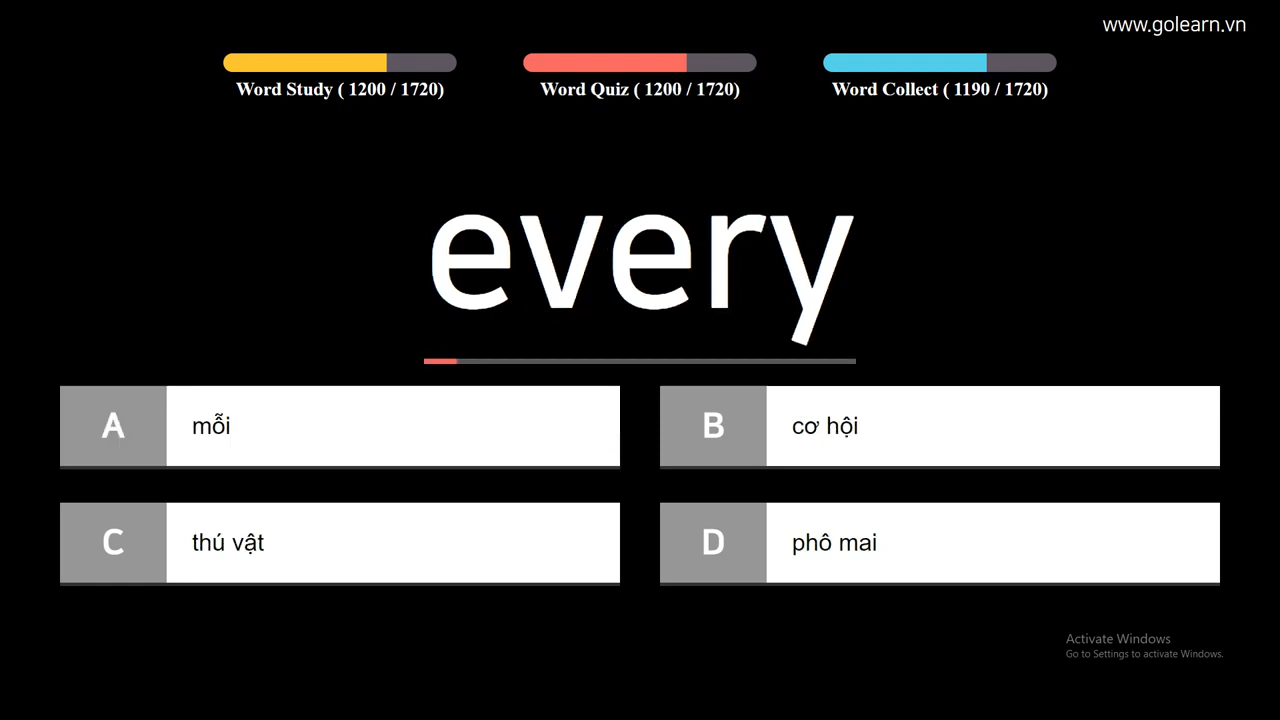 www.golearn.vn
Word Study ( 1200 / 1720)
Word Quiz ( 1200 / 1720)
Word Collect ( 1190 / 1720)
every
A mỗi
B cơ hội
C thú vật
D phô mai
Activate Windows
Go to Settings to activate Windows.